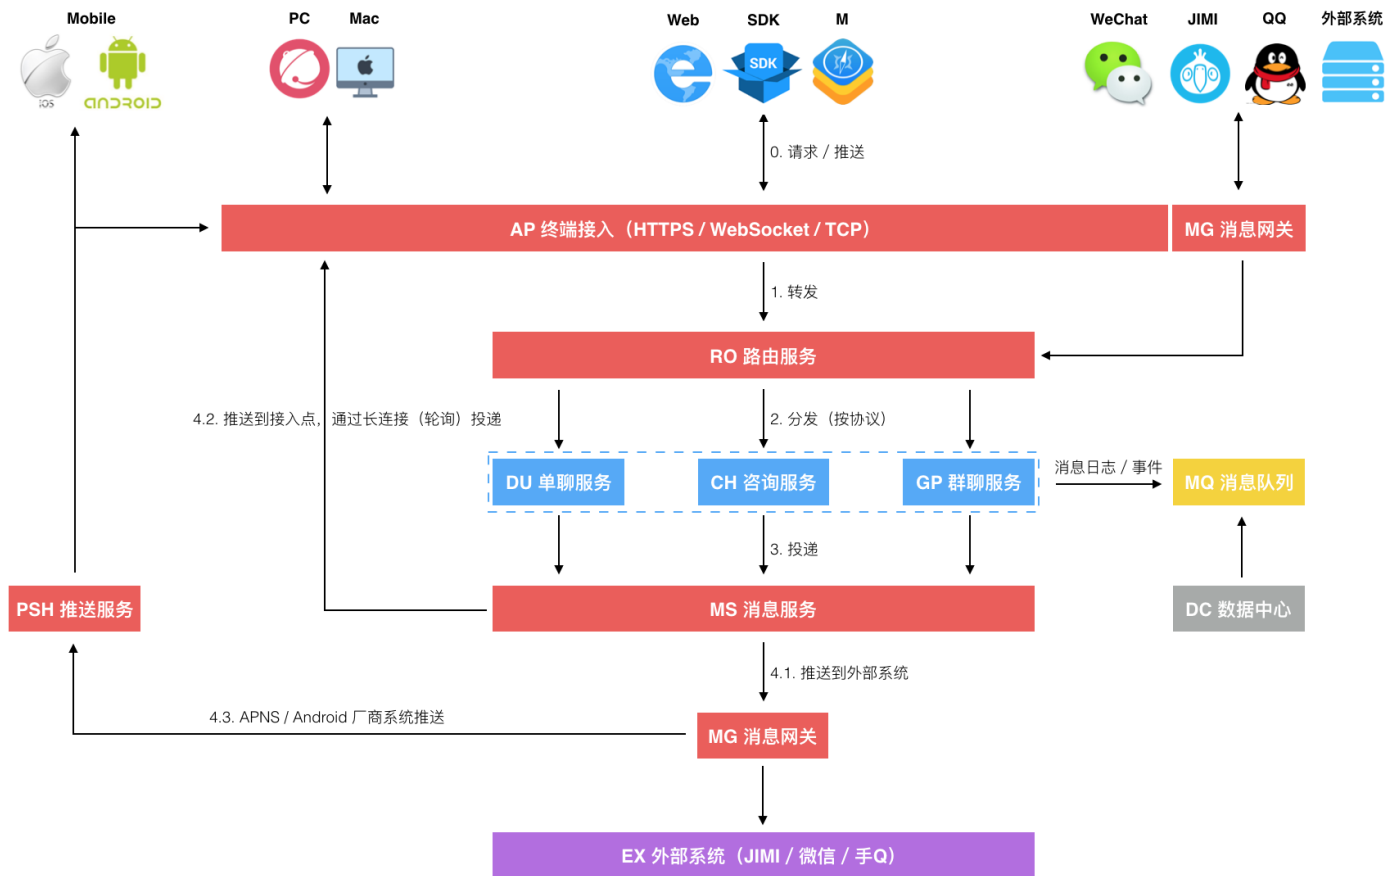 Mobile
PC
Mac
Web
SDK
M
WeChat
JIMI
QQ
外部系统
iOS
ANDROID
SDK
0. 请求 / 推送
AP 终端接入（HTTPS / WebSocket / TCP）
MG 消息网关
1. 转发
RO 路由服务
4.2. 推送到接入点，通过长连接（轮询）投递
2. 分发（按协议）
DU 单聊服务
CH 咨询服务
GP 群聊服务
消息日志 / 事件
MQ 消息队列
3. 投递
PSH 推送服务
MS 消息服务
DC 数据中心
4.1. 推送到外部系统
4.3. APNS / Android 厂商系统推送
MG 消息网关
EX 外部系统（JIMI / 微信 / 手Q）